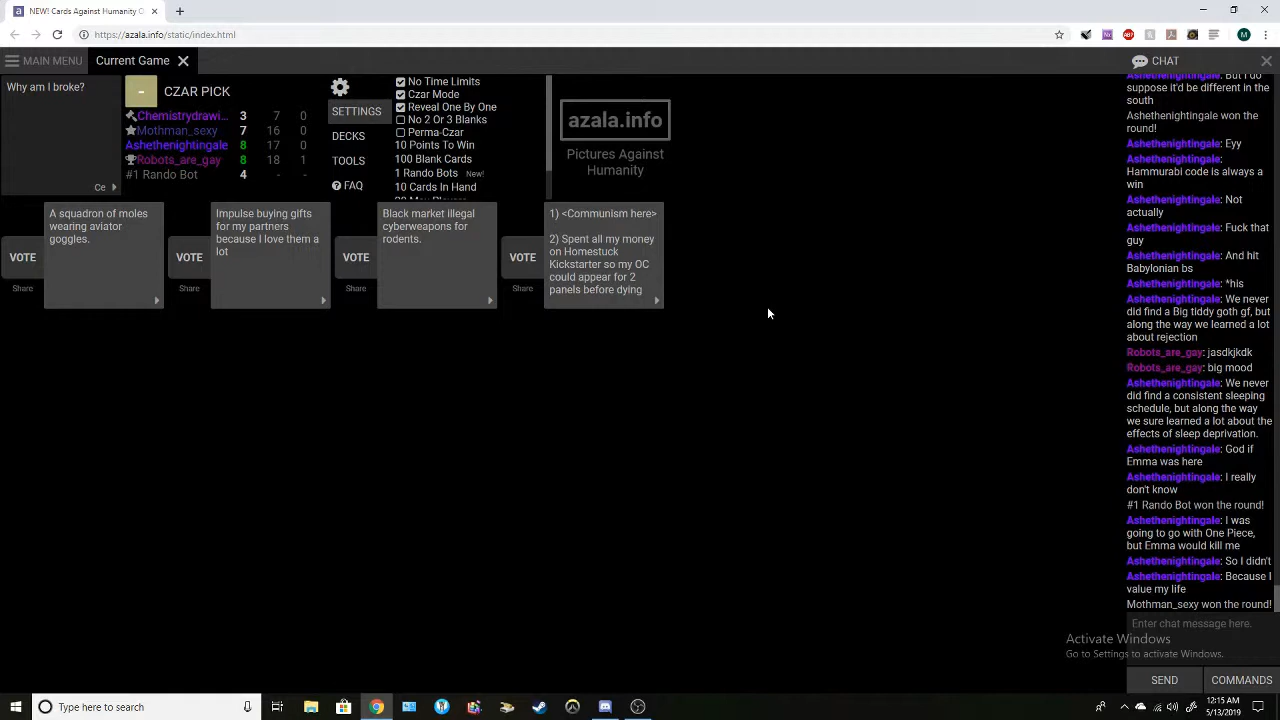 NEW! Cards Against Humanity O
https://azala.info/static/index.html
MAIN MENU
Current Game
CHAT
Why am I broke?
Ce
-
CZAR PICK
Chemistrydrawi... 3 7 0
Mothman_sexy 7 16 0
Ashethenightingale 8 17 0
Robots_are_gay 8 18 1
#1 Rando Bot 4 - -
SETTINGS
DECKS
TOOLS
FAQ
No Time Limits
Czar Mode
Reveal One By One
No 2 Or 3 Blanks
Perma-Czar
10 Points To Win
100 Blank Cards
1 Rando Bots New!
10 Cards In Hand
azala.info
Pictures Against
Humanity
VOTE
Share
A squadron of moles
wearing aviator
goggles.
VOTE
Share
Impulse buying gifts
for my partners
because I love them a
lot
VOTE
Share
Black market illegal
cyberweapons for
rodents.
VOTE
Share
1) <Communism here>
2) Spent all my money
on Homestuck
Kickstarter so my OC
could appear for 2
panels before dying
Ashethenightingale: But I do
suppose it'd be different in the
south
Ashethenightingale won the
round!
Ashethenightingale: Eyy
Ashethenightingale:
Hammurabi code is always a
win
Ashethenightingale: Not
actually
Ashethenightingale: Fuck that
guy
Ashethenightingale: And hit
Babylonian bs
Ashethenightingale: *his
Ashethenightingale: We never
did find a Big tiddy goth gf, but
along the way we learned a lot
about rejection
Robots_are_gay: jasdkjkdk
Robots_are_gay: big mood
Ashethenightingale: We never
did find a consistent sleeping
schedule, but along the way
we sure learned a lot about the
effects of sleep deprivation.
Ashethenightingale: God if
Emma was here
Ashethenightingale: I really
don't know
#1 Rando Bot won the round!
Ashethenightingale: I was
going to go with One Piece,
but Emma would kill me
Ashethenightingale: So I didn't
Ashethenightingale: Because I
value my life
Mothman_sexy won the round!
Enter chat message here.
Activate Windows
Go to Settings to activate Windows.
SEND
COMMANDS
Type here to search
12:15 AM
5/13/2019